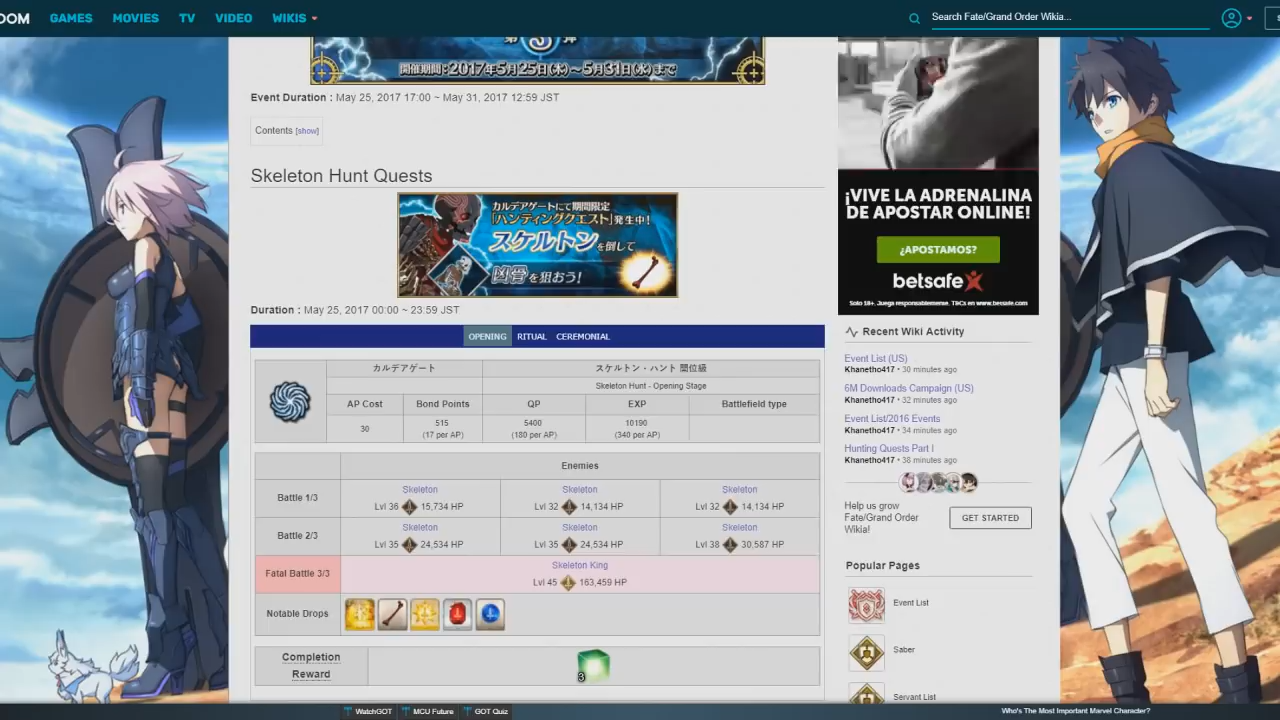 OOM GAMES MOVIES TV VIDEO WIKIS Search Fate/Grand Order Wikia...
開催期間:2017年5月25日(木)~5月31日(水)まで
Event Duration : May 25, 2017 17:00 ~ May 31, 2017 12:59 JST
Contents [show]
Skeleton Hunt Quests
カルデアゲートにて期間限定
「ハンティングクエスト」発生中!
スケルトンを倒して
凶骨を狙おう!
Duration : May 25, 2017 00:00 ~ 23:59 JST
OPENING RITUAL CEREMONIAL
カルデアゲート スケルトン・ハント 開位級
Skeleton Hunt - Opening Stage
AP Cost Bond Points QP EXP Battlefield type
30 515 5400 10190
(17 per AP) (180 per AP) (340 per AP)
Enemies
Battle 1/3 Skeleton Skeleton Skeleton
Lvl 36 15,734 HP Lvl 32 14,134 HP Lvl 32 14,134 HP
Battle 2/3 Skeleton Skeleton Skeleton
Lvl 35 24,534 HP Lvl 35 24,534 HP Lvl 38 30,587 HP
Fatal Battle 3/3 Skeleton King
Lvl 45 163,459 HP
Notable Drops
Completion
Reward
3
¡VIVE LA ADRENALINA
DE APOSTAR ONLINE!
¿APOSTAMOS?
betsafe
Solo 18+. Juega responsablemente. T&Cs en www.betsafe.com
Recent Wiki Activity
Event List (US)
Khanetho417 • 30 minutes ago
6M Downloads Campaign (US)
Khanetho417 • 32 minutes ago
Event List/2016 Events
Khanetho417 • 34 minutes ago
Hunting Quests Part I
Khanetho417 • 38 minutes ago
Help us grow
Fate/Grand Order
Wikia!
GET STARTED
Popular Pages
Event List
Saber
Servant List
WatchGOT MCU Future GOT Quiz Who's The Most Important Marvel Character?